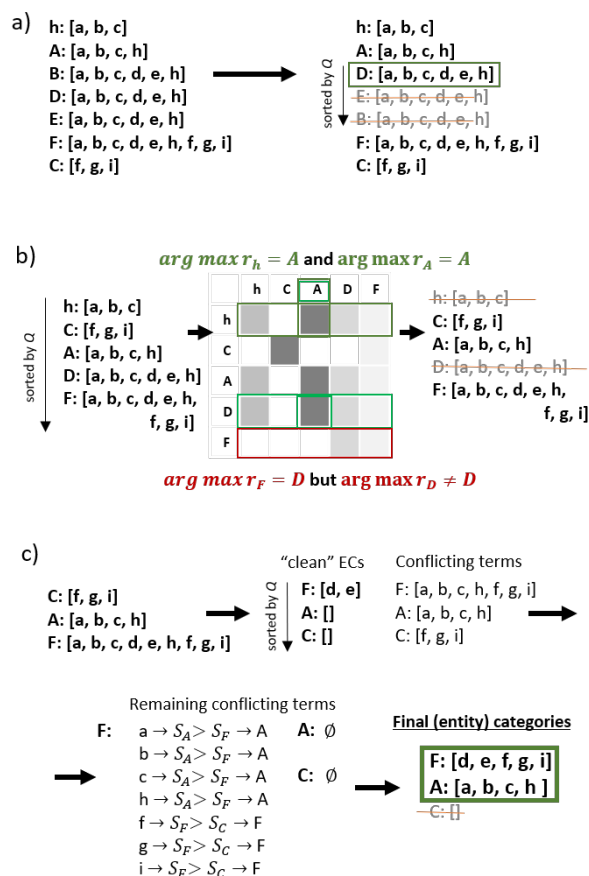 a)
h: [a, b, c]
A: [a, b, c, h]
B: [a, b, c, d, e, h]
D: [a, b, c, d, e, h]
E: [a, b, c, d, e, h]
F: [a, b, c, d, e, h, f, g, i]
C: [f, g, i]
sorted by Q
h: [a, b, c]
A: [a, b, c, h]
D: [a, b, c, d, e, h]
E: [a, b, c, d, e, h]
B: [a, b, c, d, e, h]
F: [a, b, c, d, e, h, f, g, i]
C: [f, g, i]
b)
arg max r_h = A and arg max r_A = A
sorted by Q
h: [a, b, c]
C: [f, g, i]
A: [a, b, c, h]
D: [a, b, c, d, e, h]
F: [a, b, c, d, e, h,
f, g, i]
h C A D F
h
C
A
D
F
h: [a, b, c]
C: [f, g, i]
A: [a, b, c, h]
D: [a, b, c, d, e, h]
F: [a, b, c, d, e, h,
f, g, i]
arg max r_F = D but arg max r_D ≠ D
c)
C: [f, g, i]
A: [a, b, c, h]
F: [a, b, c, d, e, h, f, g, i]
“clean” ECs
sorted by Q
F: [d, e]
A: []
C: []
Conflicting terms
F: [a, b, c, h, f, g, i]
A: [a, b, c, h]
C: [f, g, i]
Remaining conflicting terms
F: a → S_A > S_F → A A: ∅
b → S_A > S_F → A
c → S_A > S_F → A C: ∅
h → S_A > S_F → A
f → S_F > S_C → F
g → S_F > S_C → F
i → S_F > S_C → F
Final (entity) categories
F: [d, e, f, g, i]
A: [a, b, c, h ]
C: []